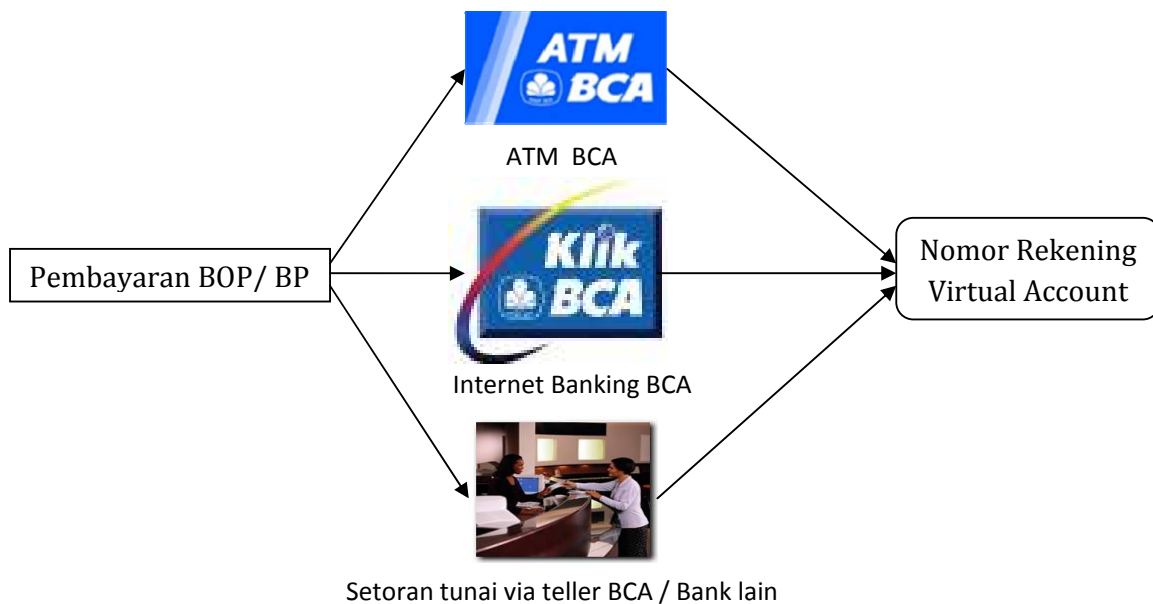 ATM
BCA
ATM BCA
Klik
BCA
Internet Banking BCA
Pembayaran BOP/ BP
Nomor Rekening
Virtual Account
Setoran tunai via teller BCA / Bank lain